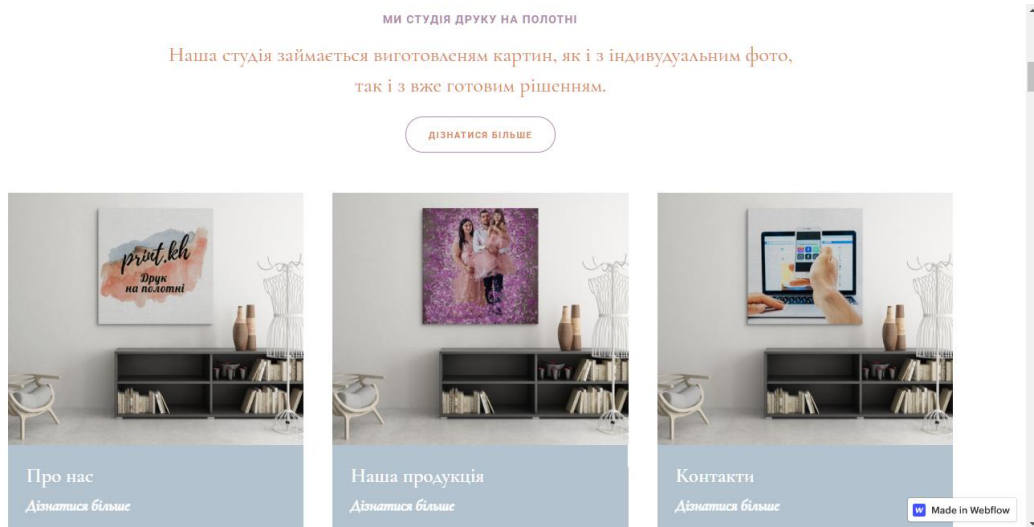 МИ СТУДІЯ ДРУКУ НА ПОЛОТНІ
Наша студія займається виготовленям картин, як і з індивудуальним фото,
так і з вже готовим рішенням.
ДІЗНАТИСЯ БІЛЬШЕ
print.kh
Друк
на полотні
Про нас
Дізнатися більше
Наша продукція
Дізнатися більше
Контакти
Дізнатися більше
Made in Webflow